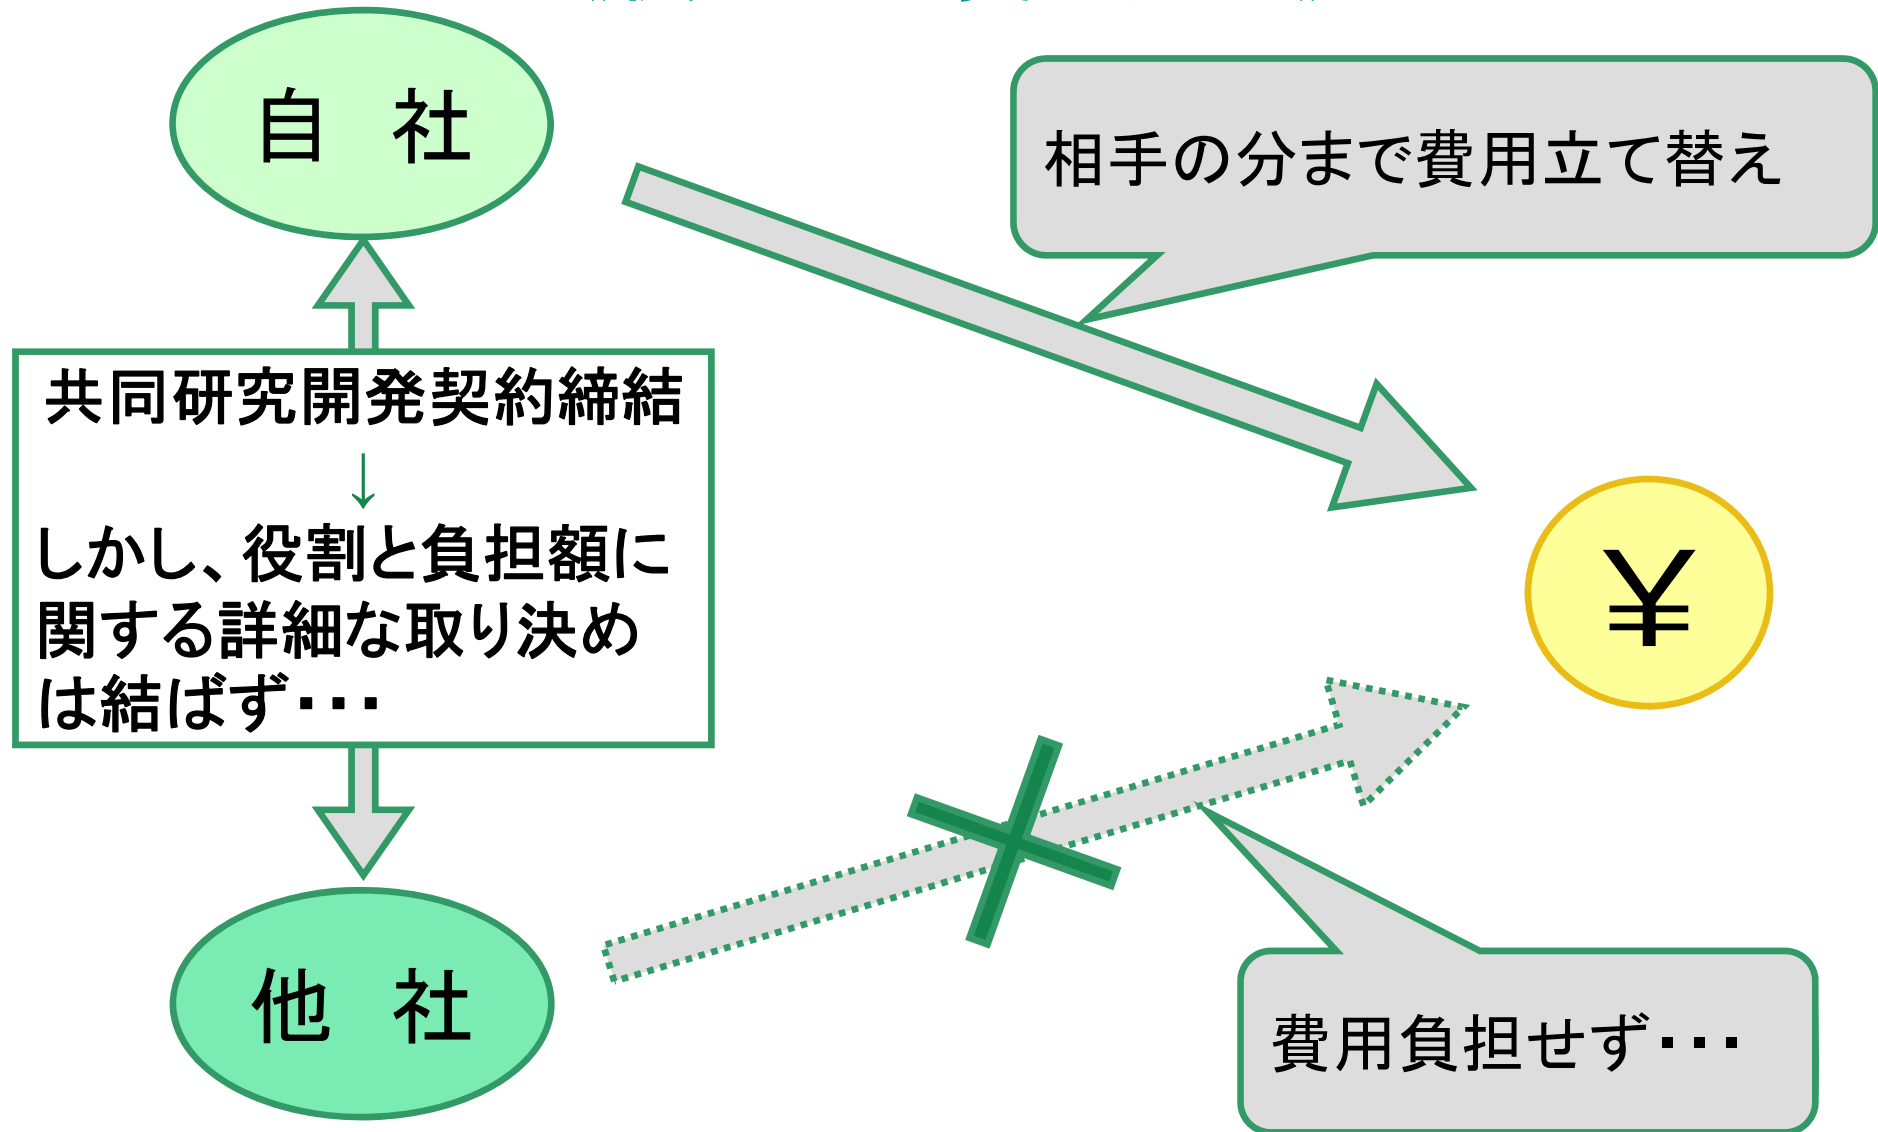 自　社
相手の分まで費用立て替え
共同研究開発契約締結
↓
しかし、役割と負担額に
関する詳細な取り決め
は結ばず・・・
¥
他　社
費用負担せず・・・